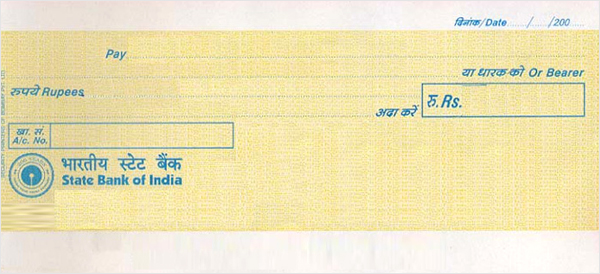 दिनांक/Date....../....../200......
Pay
या धारक को Or Bearer
रुपये Rupees
अदा करें
रु. Rs.
खा. सं.
A/c. No.
भारतीय स्टेट बैंक
State Bank of India